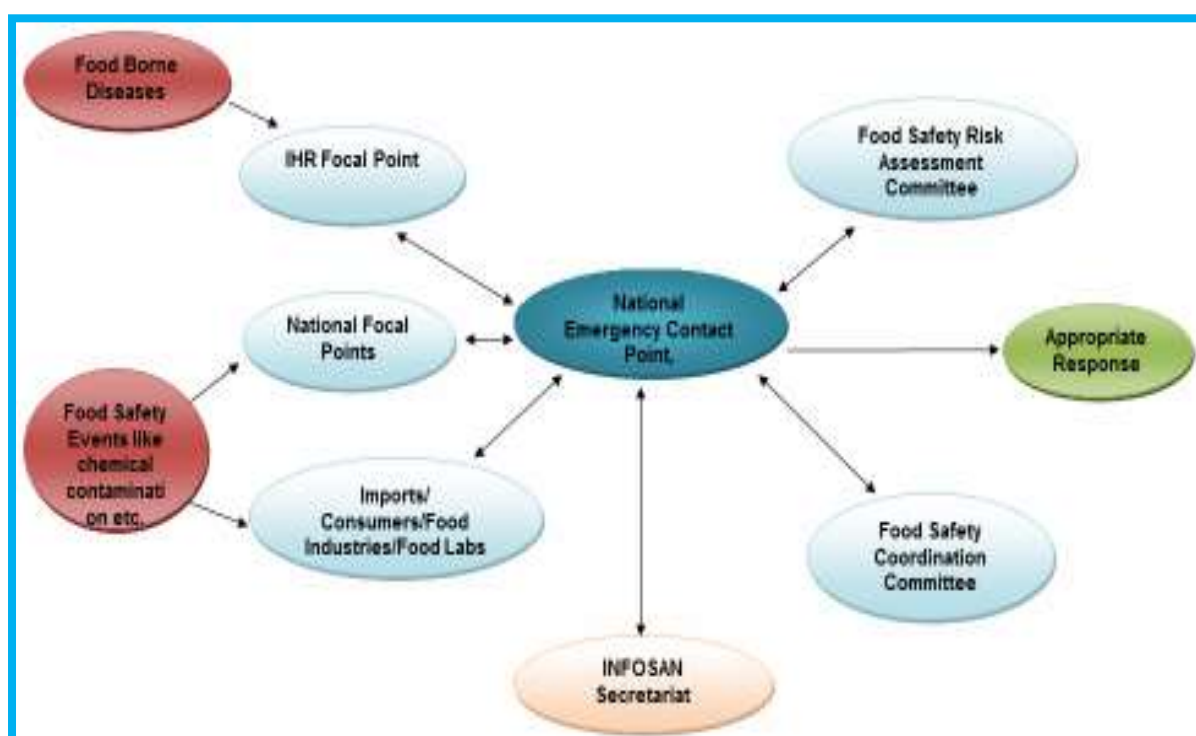 Food Borne
Diseases
IHR Focal Point
Food Safety Risk
Assessment
Committee
National
Emergency Contact
Point,
National Focal
Points
Appropriate
Response
Food Safety
Events like
chemical
contaminati
on etc,
Imports/
Consumers/Food
Industries/Food Labs
Food Safety
Coordination
Committee
INFOSAN
Secretariat